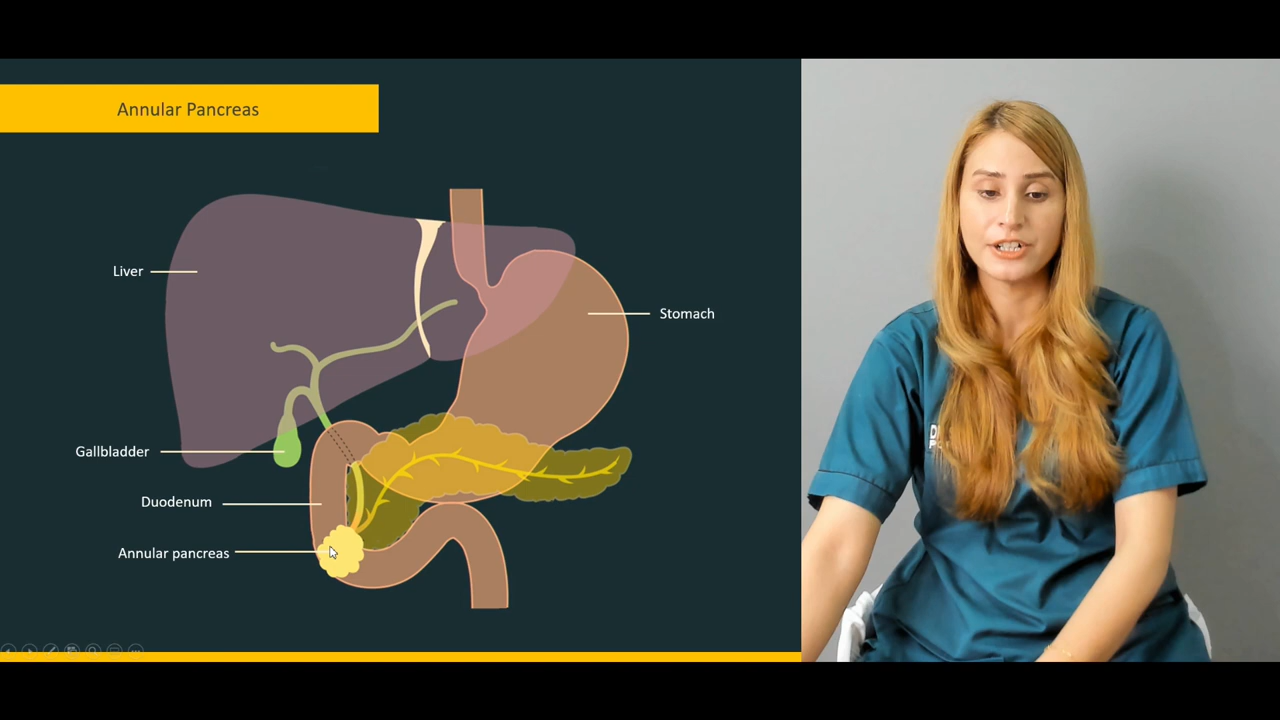 Annular Pancreas
Liver
Stomach
Gallbladder
Duodenum
Annular pancreas